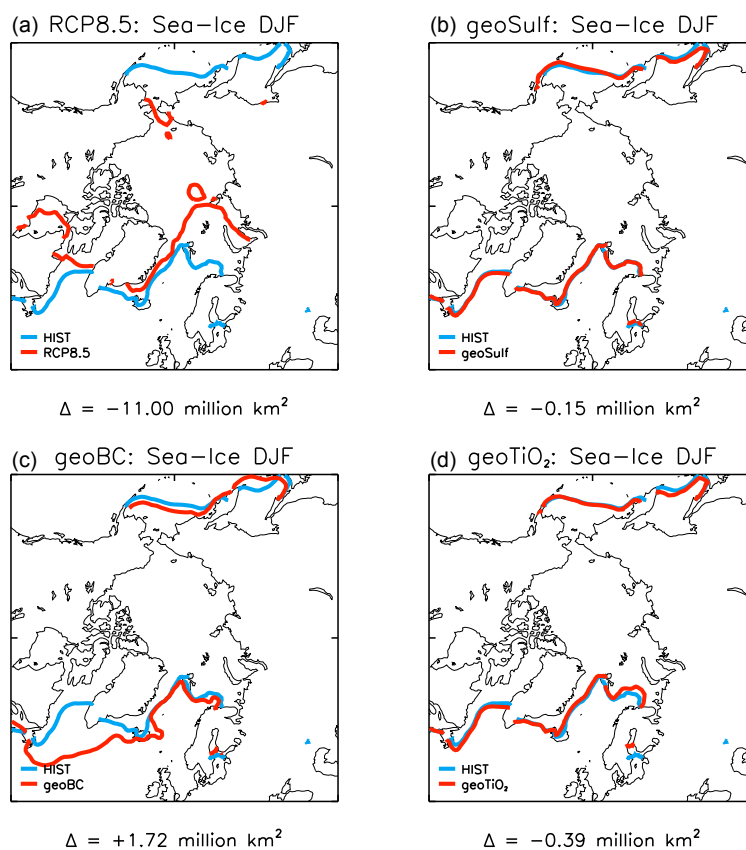 (a) RCP8.5: Sea-Ice DJF
HIST
RCP8.5
Δ = -11.00 million km²
(b) geoSulf: Sea-Ice DJF
HIST
geoSulf
Δ = -0.15 million km²
(c) geoBC: Sea-Ice DJF
HIST
geoBC
Δ = +1.72 million km²
(d) geoTiO₂: Sea-Ice DJF
HIST
geoTiO₂
Δ = -0.39 million km²